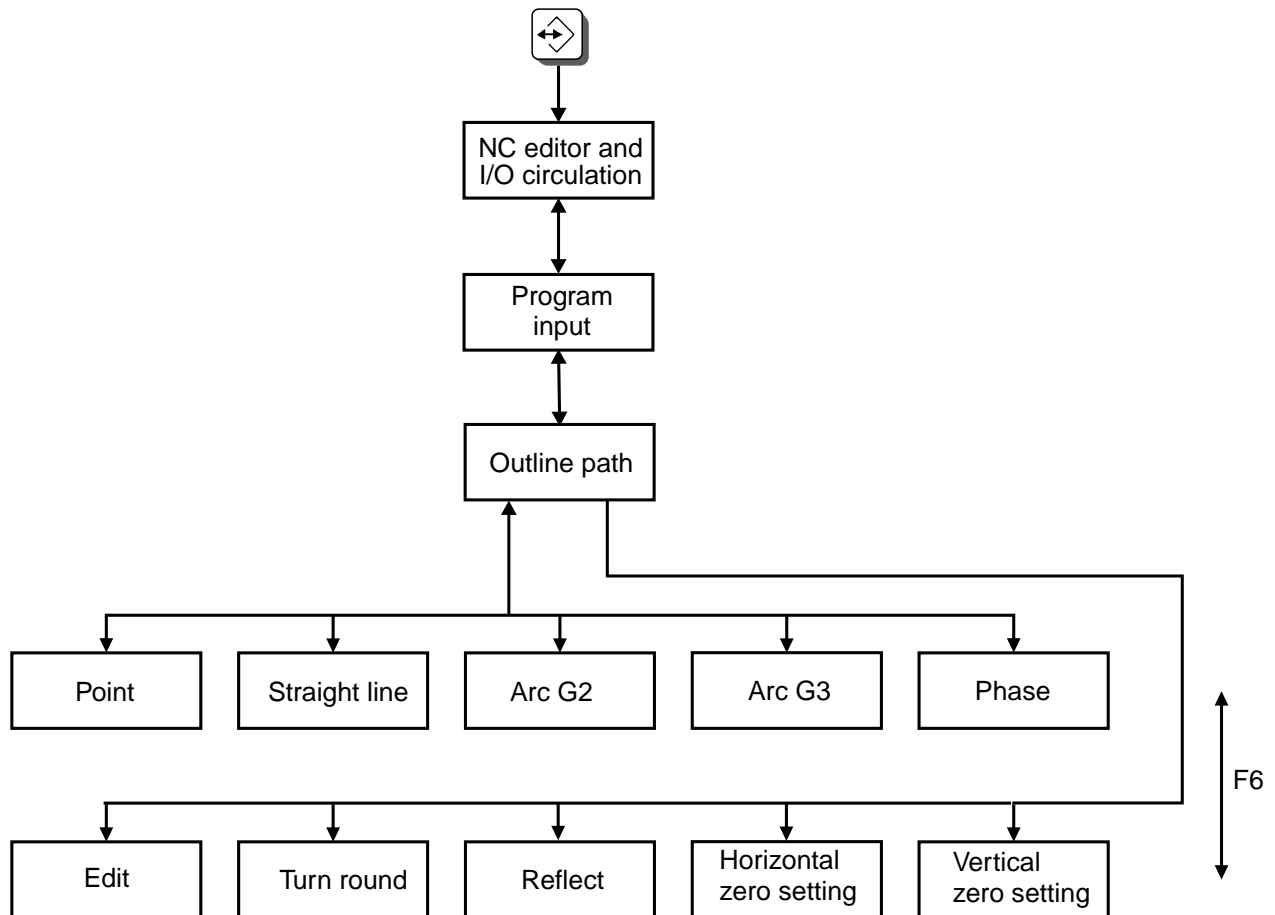 NC editor and
I/O circulation
Program
input
Outline path
Point
Straight line
Arc G2
Arc G3
Phase
F6
Edit
Turn round
Reflect
Horizontal
zero setting
Vertical
zero setting